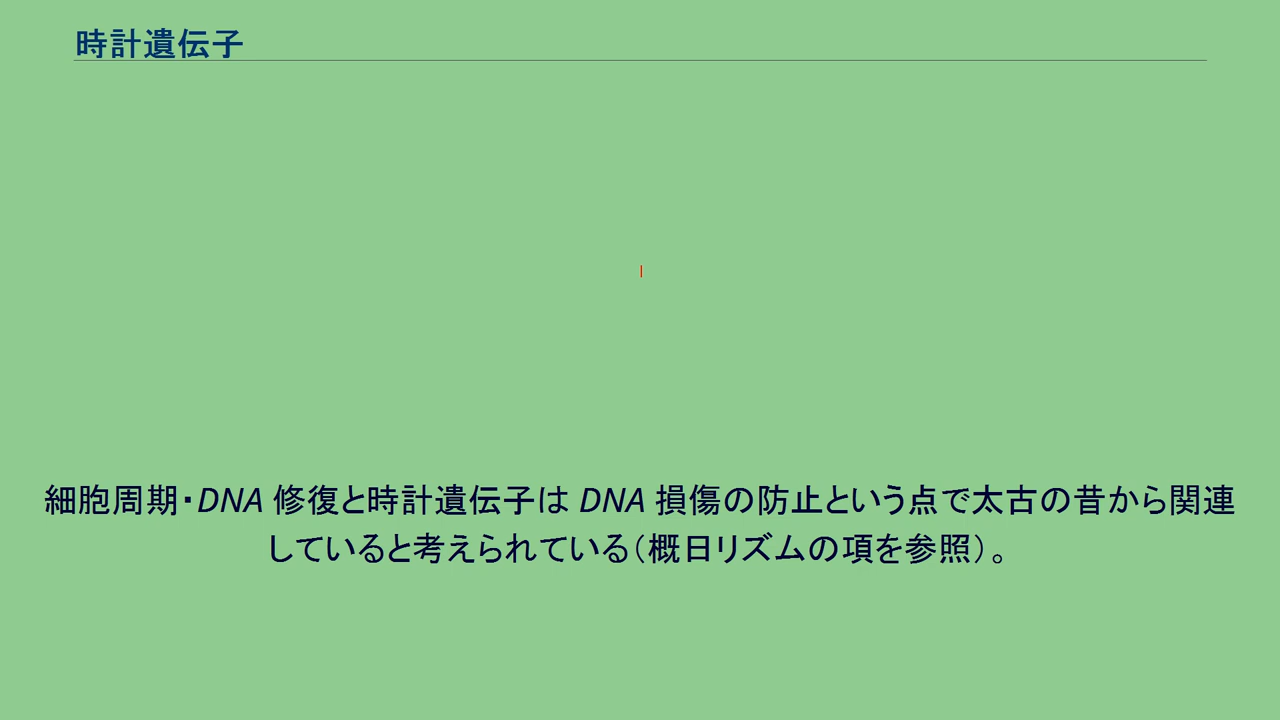 時計遺伝子
細胞周期・DNA 修復と時計遺伝子は DNA 損傷の防止という点で太古の昔から関連
していると考えられている（概日リズムの項を参照）。